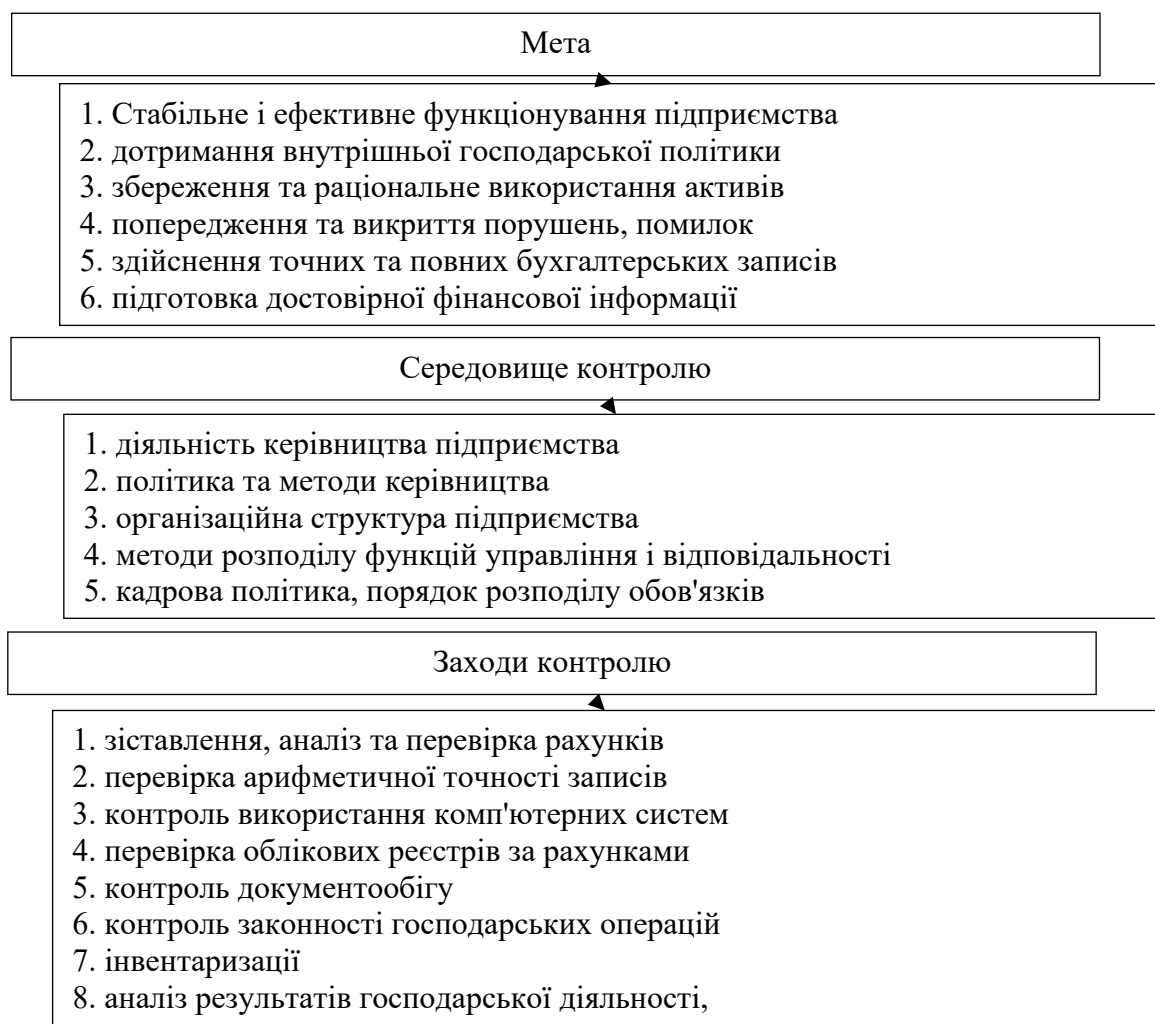 Мета
1. Стабільне і ефективне функціонування підприємства
2. дотримання внутрішньої господарської політики
3. збереження та раціональне використання активів
4. попередження та викриття порушень, помилок
5. здійснення точних та повних бухгалтерських записів
6. підготовка достовірної фінансової інформації
Середовище контролю
1. діяльність керівництва підприємства
2. політика та методи керівництва
3. організаційна структура підприємства
4. методи розподілу функцій управління і відповідальності
5. кадрова політика, порядок розподілу обов'язків
Заходи контролю
1. зіставлення, аналіз та перевірка рахунків
2. перевірка арифметичної точності записів
3. контроль використання комп'ютерних систем
4. перевірка облікових реєстрів за рахунками
5. контроль документообігу
6. контроль законності господарських операцій
7. інвентаризації
8. аналіз результатів господарської діяльності,